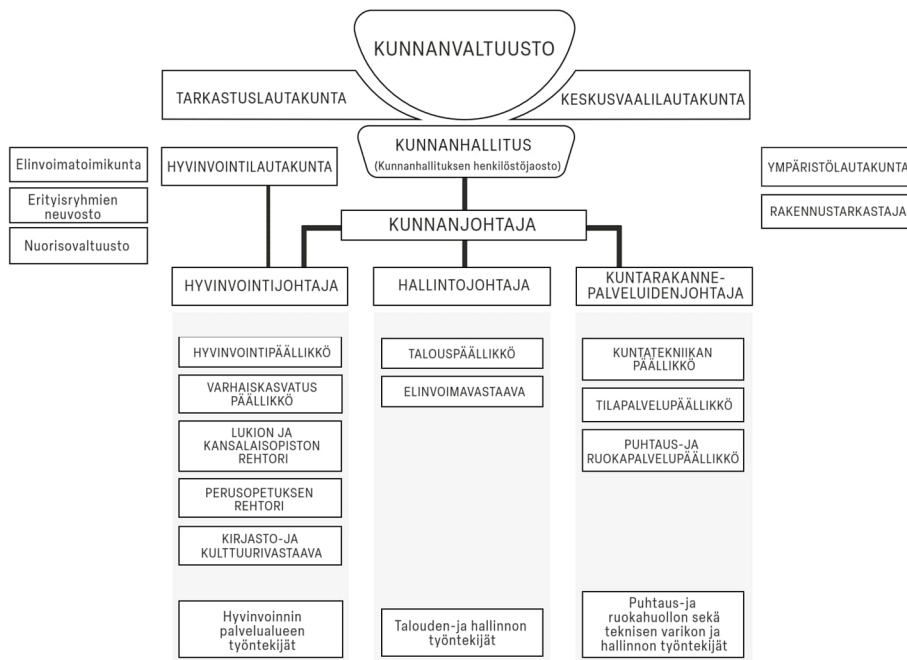 KUNNANVALTUUSTO
TARKASTUSLAUTAKUNTA
KESKUSVAALILAUTAKUNTA
KUNNANHALLITUS
(Kunnanhallituksen henkilöstöjaosto)
Elinvoimatoimikunta
HYVINVOINTILAUTAKUNTA
YMPÄRISTÖLAUTAKUNTA
Erityisryhmien
neuvosto
RAKENNUSTARKASTAJA
Nuorisovaltuusto
KUNNANJOHTAJA
HYVINVOINTIJOHTAJA
HALLINTOJOHTAJA
KUNTARAKANNE-
PALVELUIDENJOHTAJA
HYVINVOINTIPÄÄLLIKKÖ
VARHAISKASVATUS
PÄÄLLIKKÖ
LUKION JA
KANSALAISOPISTON
REHTORI
PERUSOPETUKSEN
REHTORI
KIRJASTO-JA
KULTTUURIVASTAAVA
Hyvinvoinnin
palvelualueen
työntekijät
TALOUSPÄÄLLIKKÖ
ELINVOIMAVASTAAVA
Talouden-ja hallinnon
työntekijät
KUNTATEKNIIKAN
PÄÄLLIKKÖ
TILAPALVELUPÄÄLLIKKÖ
PUHTAUS-JA
RUOKAPALVELUPÄÄLLIKKÖ
Puhtaus-ja
ruokahuollon sekä
teknisen varikon ja
hallinnon työntekijät